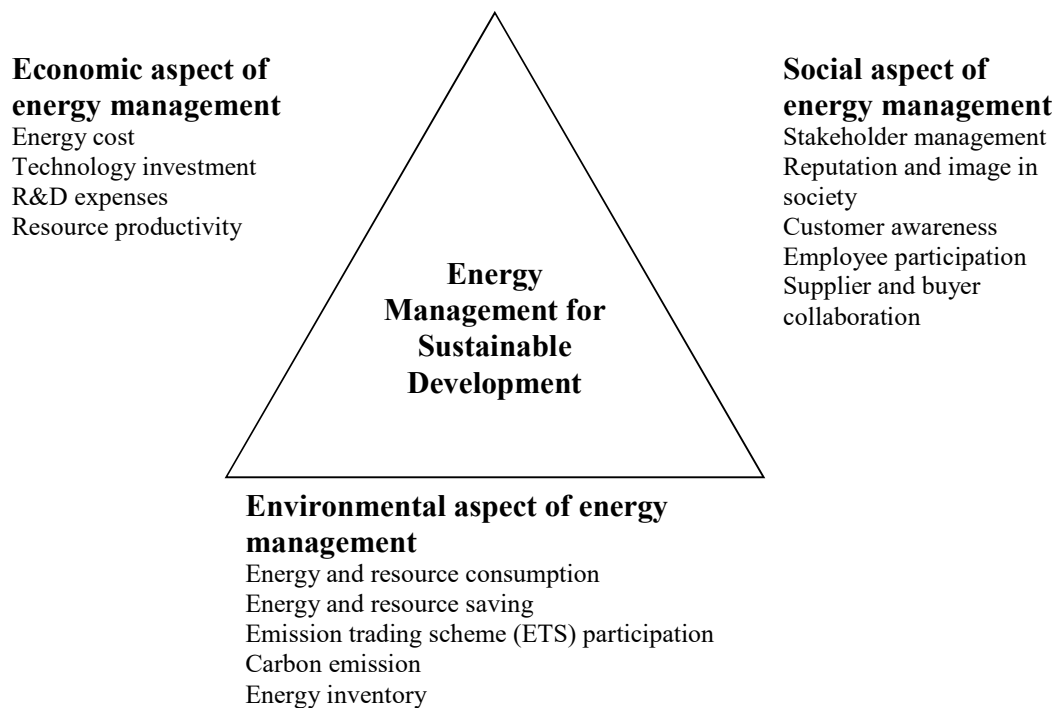 Economic aspect of
energy management
Energy cost
Technology investment
R&D expenses
Resource productivity
Social aspect of
energy management
Stakeholder management
Reputation and image in
society
Customer awareness
Employee participation
Supplier and buyer
collaboration
Energy
Management for
Sustainable
Development
Environmental aspect of energy
management
Energy and resource consumption
Energy and resource saving
Emission trading scheme (ETS) participation
Carbon emission
Energy inventory